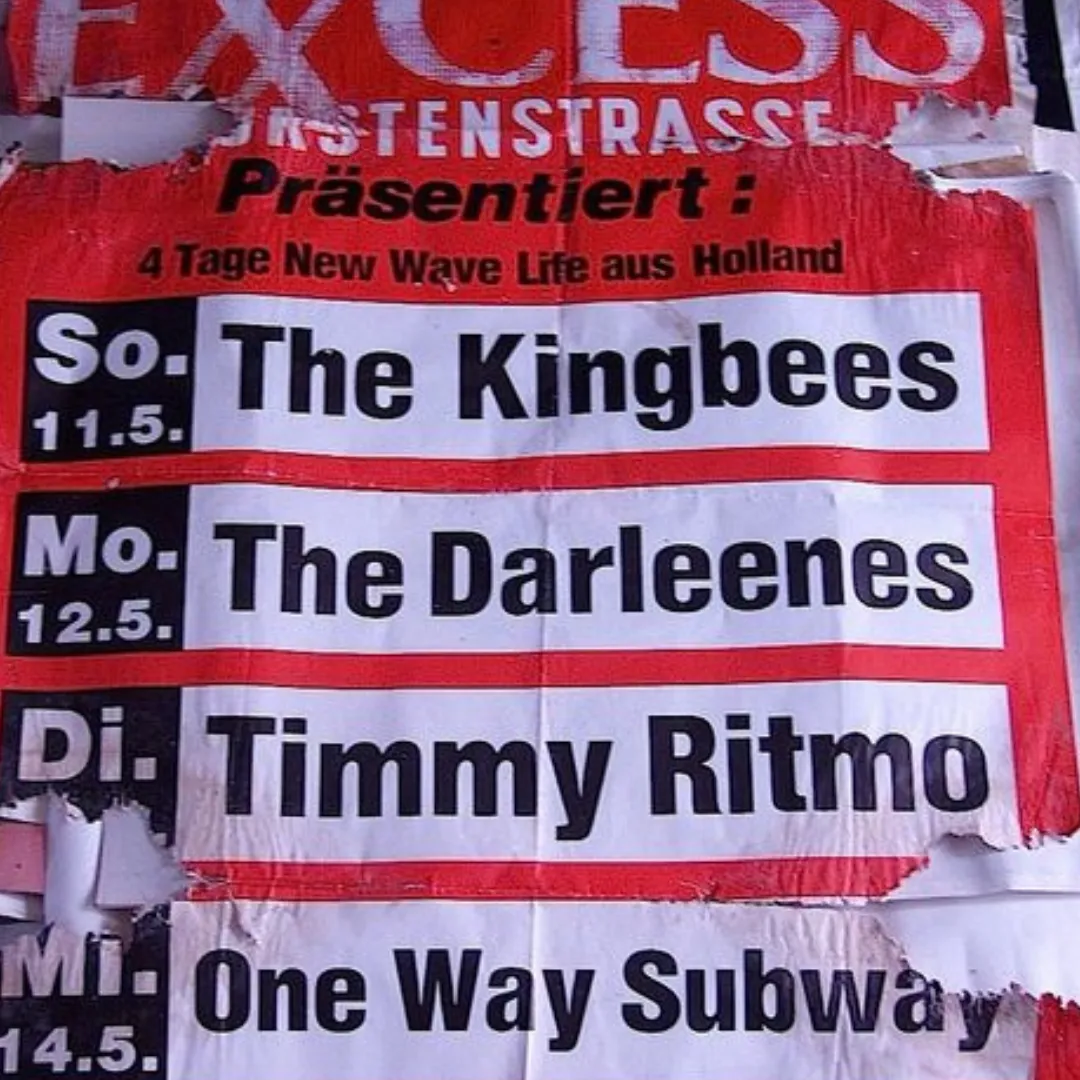 EXCESS
Präsentiert :
4 Tage New Wave Life aus Holland
So. The Kingbees
11.5.
Mo. The Darleenes
12.5.
Di. Timmy Ritmo
Mi. One Way Subway
14.5.